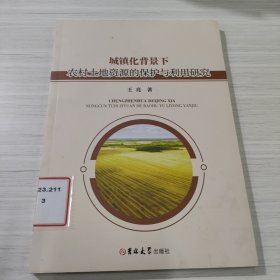 城镇化背景下
农村土地资源的保护与利用研究
王亮 著
CHENGZHENHUA BEIJING XIA
NONGCUN TUDI ZIYUAN DE BAOHU YU LIYONG YANJIU
23.211
3
吉林大学出版社